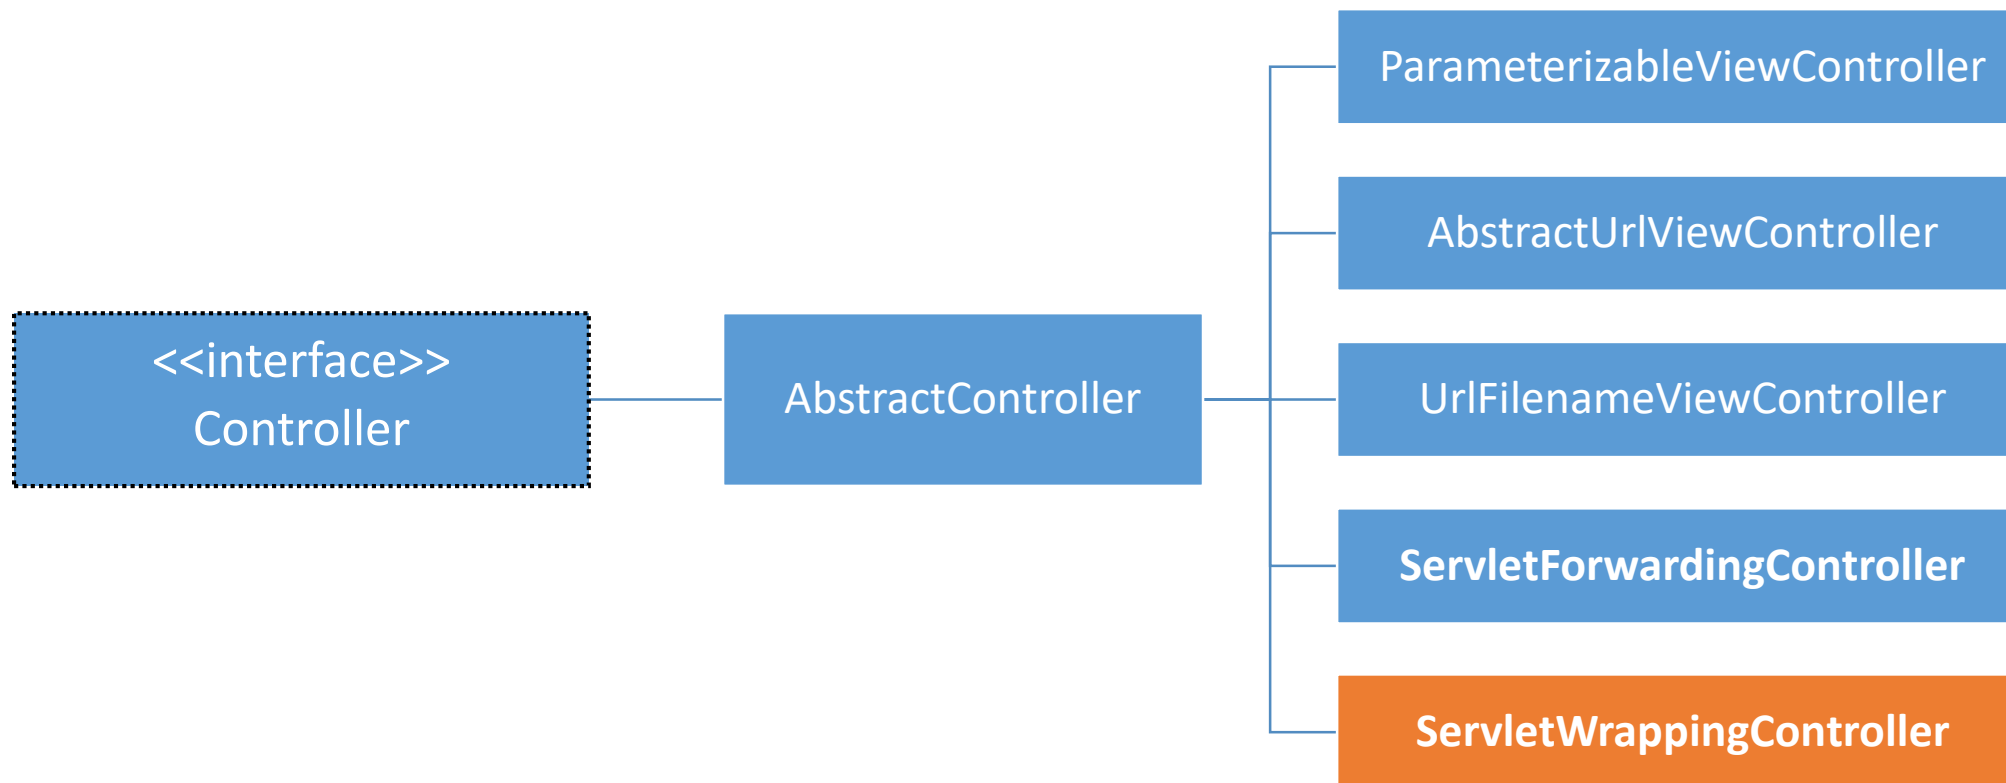 <<interface>>
Controller
AbstractController
ParameterizableViewController
AbstractUrlViewController
UrlFilenameViewController
ServletForwardingController
ServletWrappingController